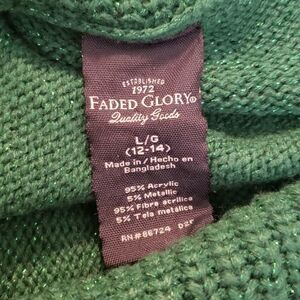 ESTABLISHED
1972
FADED GLORY®
Quality Goods
L/G
(12-14)
Made in / Hecho en
Bangladesh
95% Acrylic
5% Metallic
95% Fibra acrílica
5% Tela metálica
RN#86724